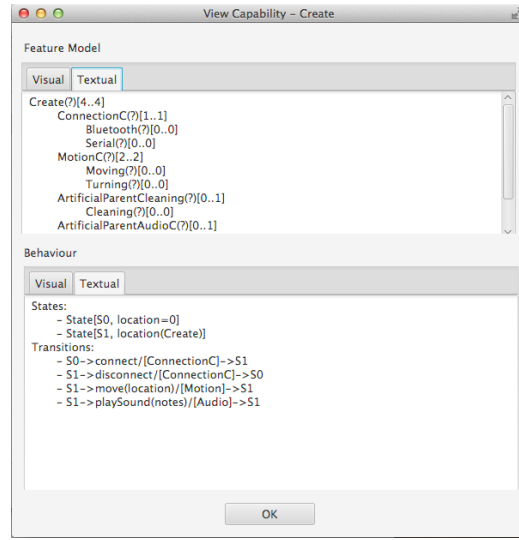 View Capability – Create
Feature Model
Visual Textual
Create(?)[4..4]
ConnectionC(?)[1..1]
Bluetooth(?)[0..0]
Serial(?)[0..0]
MotionC(?)[2..2]
Moving(?)[0..0]
Turning(?)[0..0]
ArtificialParentCleaning(?)[0..1]
Cleaning(?)[0..0]
ArtificialParentAudioC(?)[0..1]
Behaviour
Visual Textual
States:
– State[S0, location=0]
– State[S1, location(Create)]
Transitions:
– S0->connect/[ConnectionC]->S1
– S1->disconnect/[ConnectionC]->S0
– S1->move(location)/[Motion]->S1
– S1->playSound(notes)/[Audio]->S1
OK